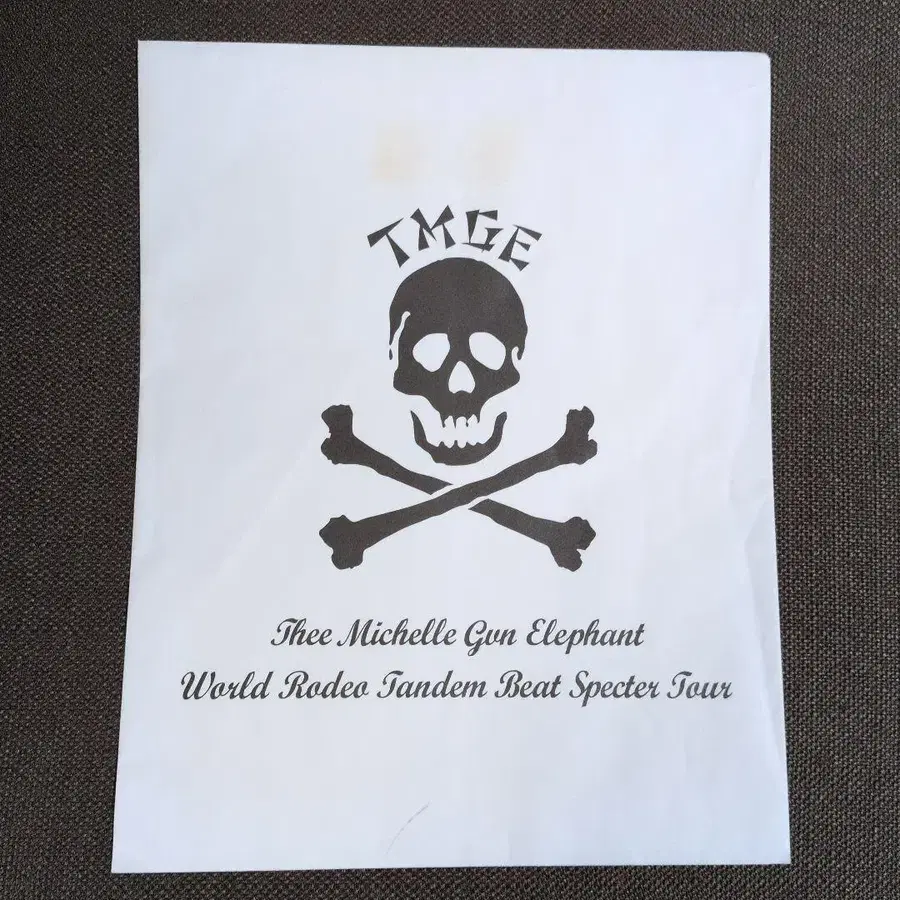 TMGE
Thee Michelle Gun Elephant
World Rodeo Tandem Beat Specter Tour